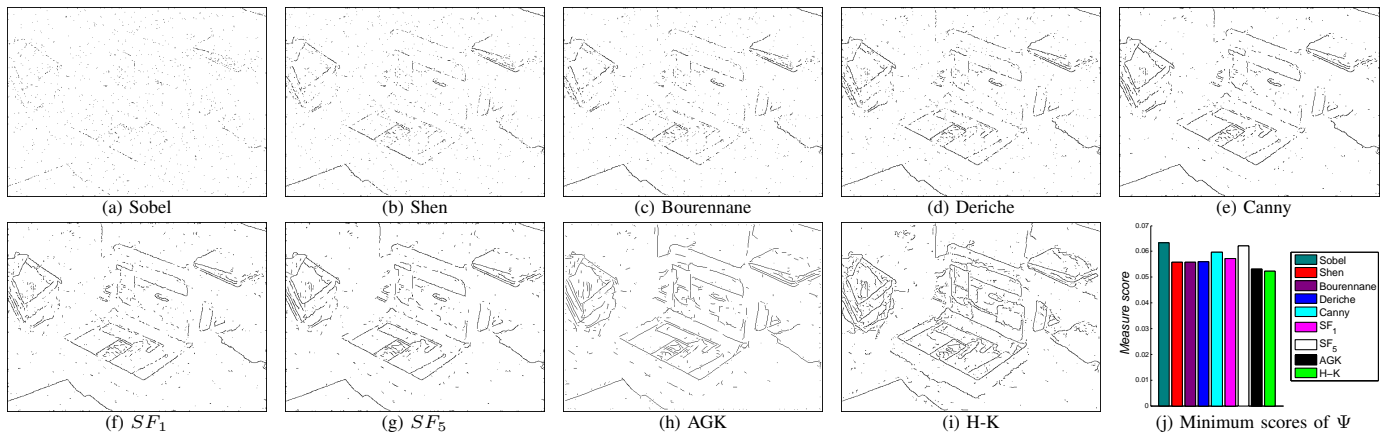 (a) Sobel
(b) Shen
(c) Bourennane
(d) Deriche
(e) Canny
(f) SF1
(g) SF5
(h) AGK
(i) H-K
0.07
0.06
0.05
0.04
0.03
0.02
0.01
0
Measure score
Sobel
Shen
Bourennane
Deriche
Canny
SF1
SF5
AGK
H–K
(j) Minimum scores of Ψ